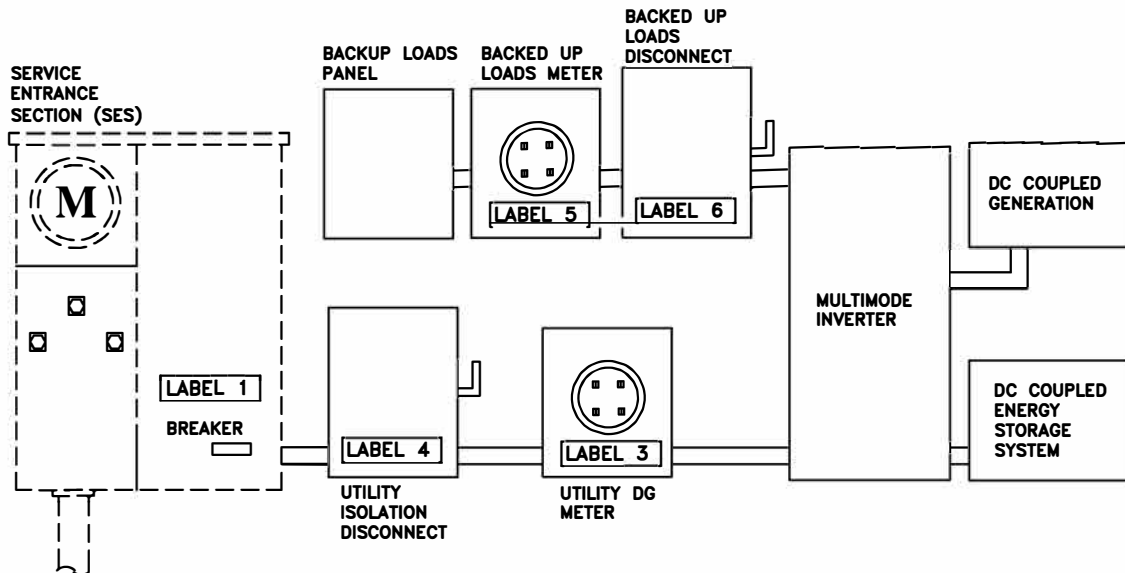 BACKED UP
LOADS
DISCONNECT
BACKUP LOADS
PANEL
BACKED UP
LOADS METER
SERVICE
ENTRANCE
SECTION (SES)
M
LABEL 5
LABEL 6
DC COUPLED
GENERATION
MULTIMODE
INVERTER
LABEL 1
BREAKER
LABEL 4
LABEL 3
DC COUPLED
ENERGY
STORAGE
SYSTEM
UTILITY
ISOLATION
DISCONNECT
UTILITY DG
METER